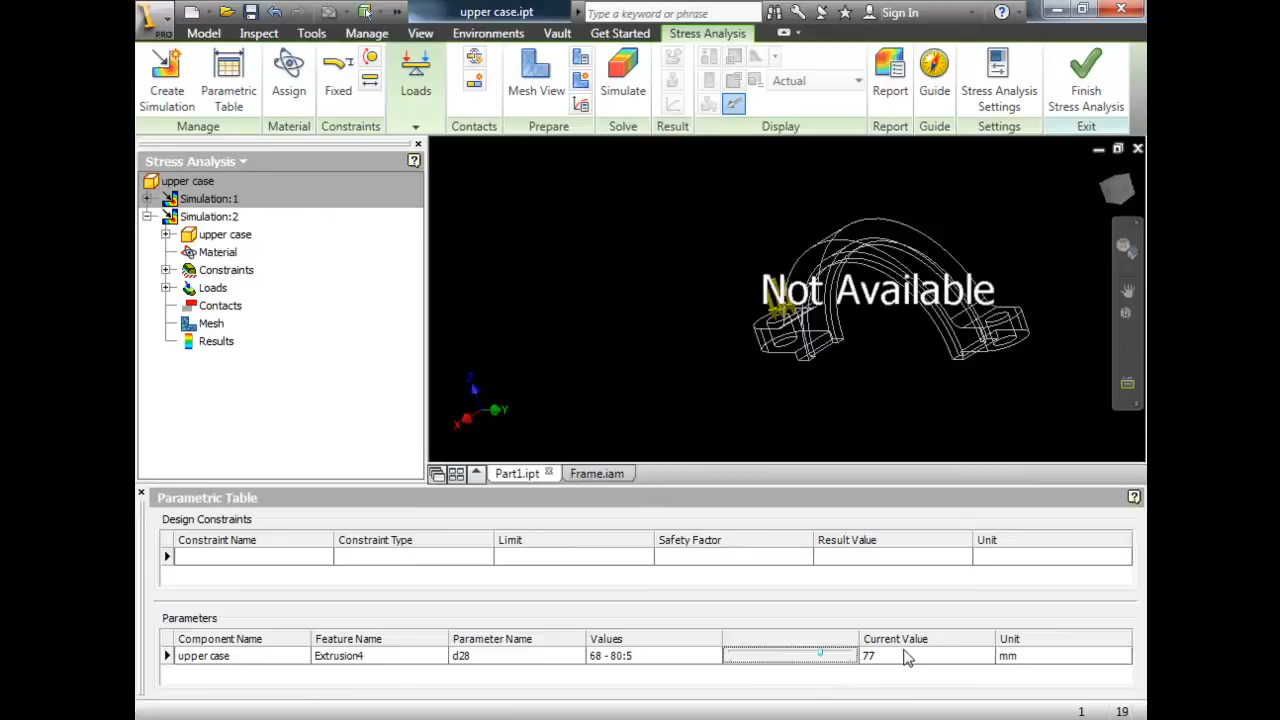 upper case.ipt
Type a keyword or phrase
Sign In
PRO
Model Inspect Tools Manage View Environments Vault Get Started Stress Analysis
Create Simulation
Parametric Table
Assign
Fixed
Loads
Mesh View
Simulate
Actual
Report
Guide
Stress Analysis Settings
Finish Stress Analysis
Manage Material Constraints Contacts Prepare Solve Result Display Report Guide Settings Exit
Stress Analysis
upper case
Simulation:1
Simulation:2
upper case
Material
Constraints
Loads
Contacts
Mesh
Results
Not Available
Z
Y
X
Part1.ipt Frame.iam
Parametric Table
Design Constraints
Constraint Name Constraint Type Limit Safety Factor Result Value Unit
Parameters
Component Name Feature Name Parameter Name Values Current Value Unit
upper case Extrusion4 d28 68 - 80:5 77 mm
1 19